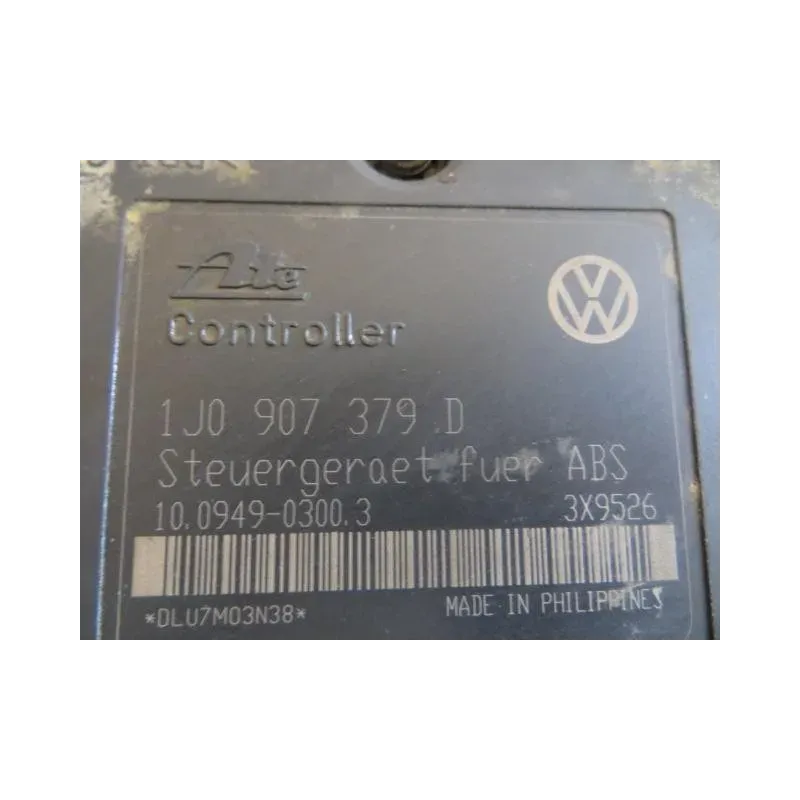 Ate
Controller
1J0 907 379 D
Steuergeraet fuer ABS
10.0949-0300.3 3X9526
*DLU7M03N38* MADE IN PHILIPPINES